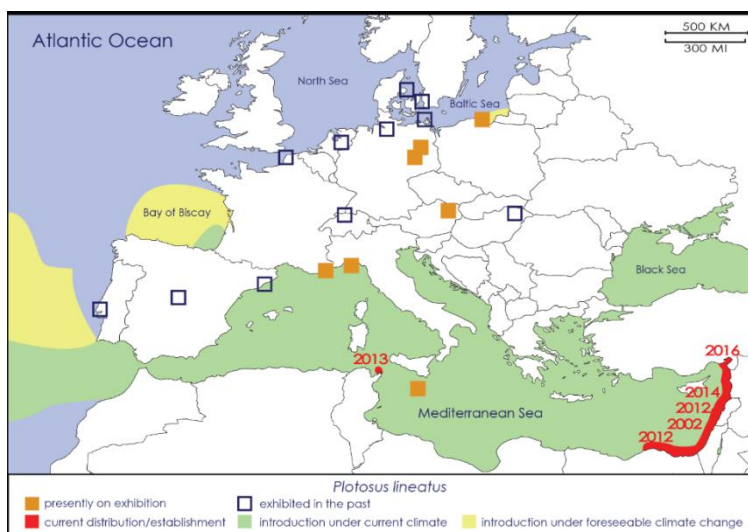 500 KM
300 MI
Atlantic Ocean
North Sea
Baltic Sea
Bay of Biscay
Black Sea
2013
2016
2014
2012
2002
2012
Mediterranean Sea
Plotosus lineatus
presently on exhibition
exhibited in the past
current distribution/establishment
introduction under current climate
introduction under foreseeable climate change